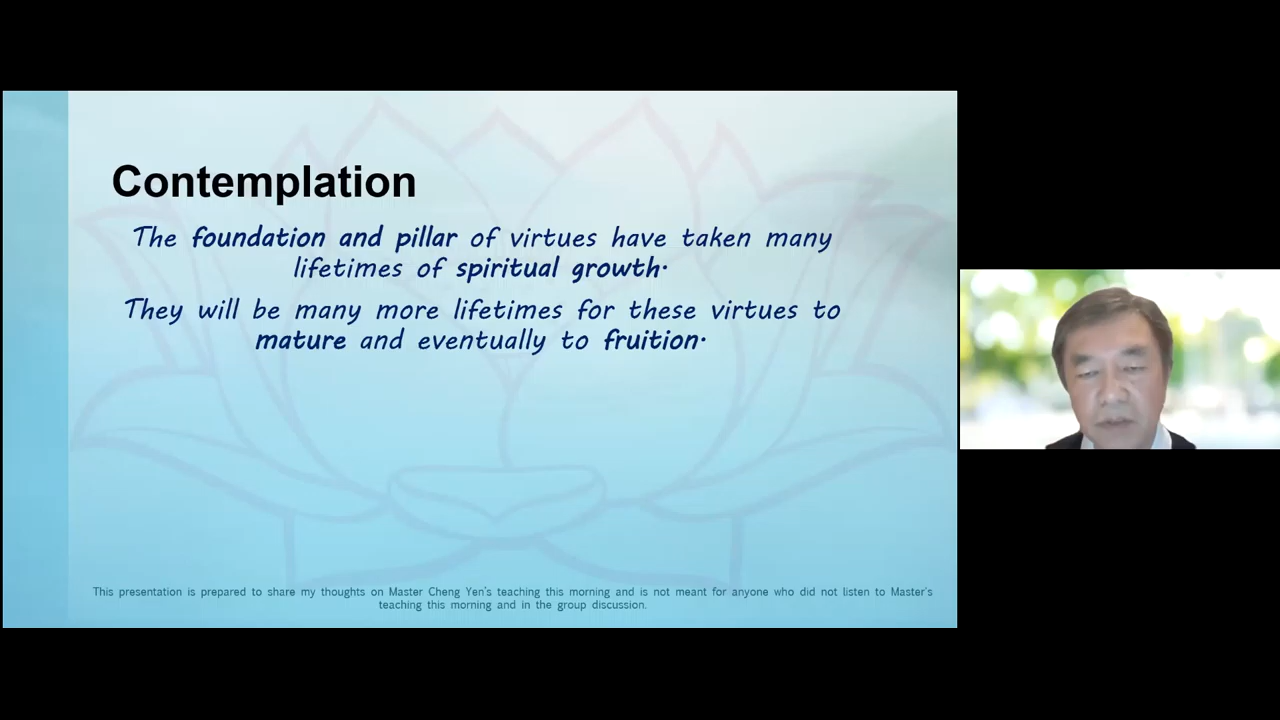 Contemplation
The foundation and pillar of virtues have taken many
lifetimes of spiritual growth.
They will be many more lifetimes for these virtues to
mature and eventually to fruition.
This presentation is prepared to share my thoughts on Master Cheng Yen's teaching this morning and is not meant for anyone who did not listen to Master's
teaching this morning and in the group discussion.